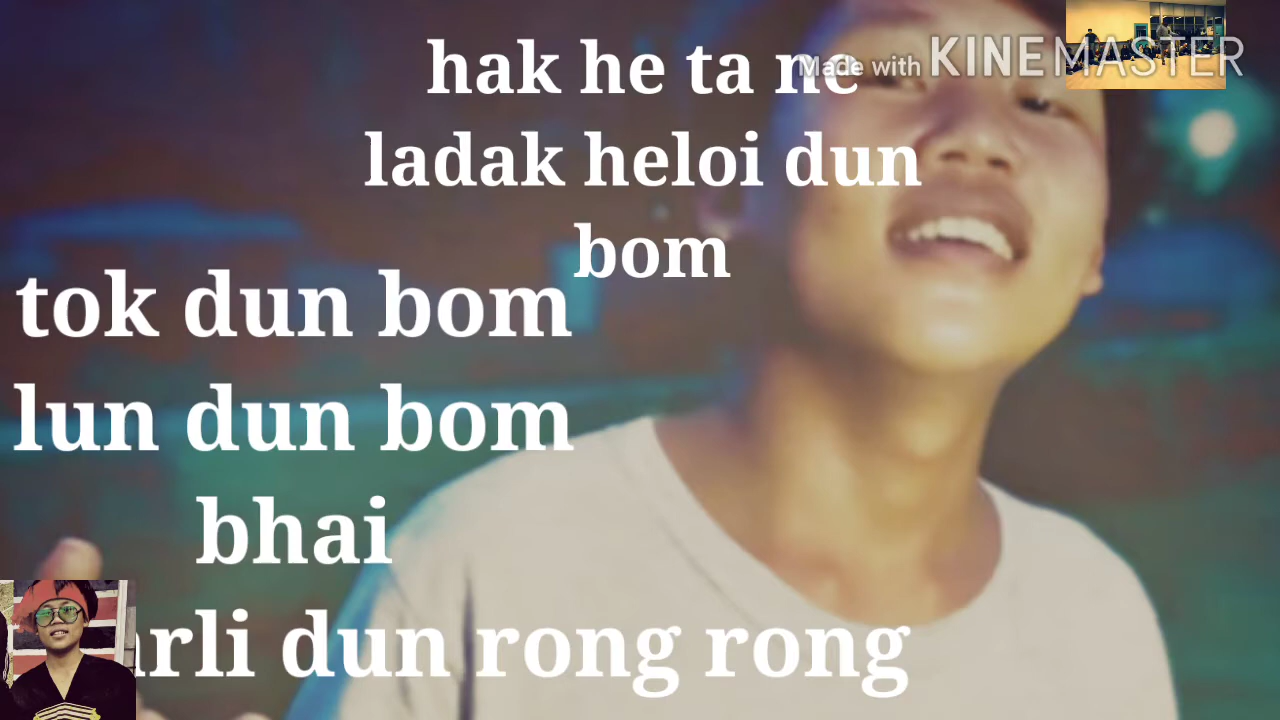 hak he ta ne
Made with KINEMASTER
ladak heloi dun
bom
tok dun bom
lun dun bom
bhai
dun rong rong